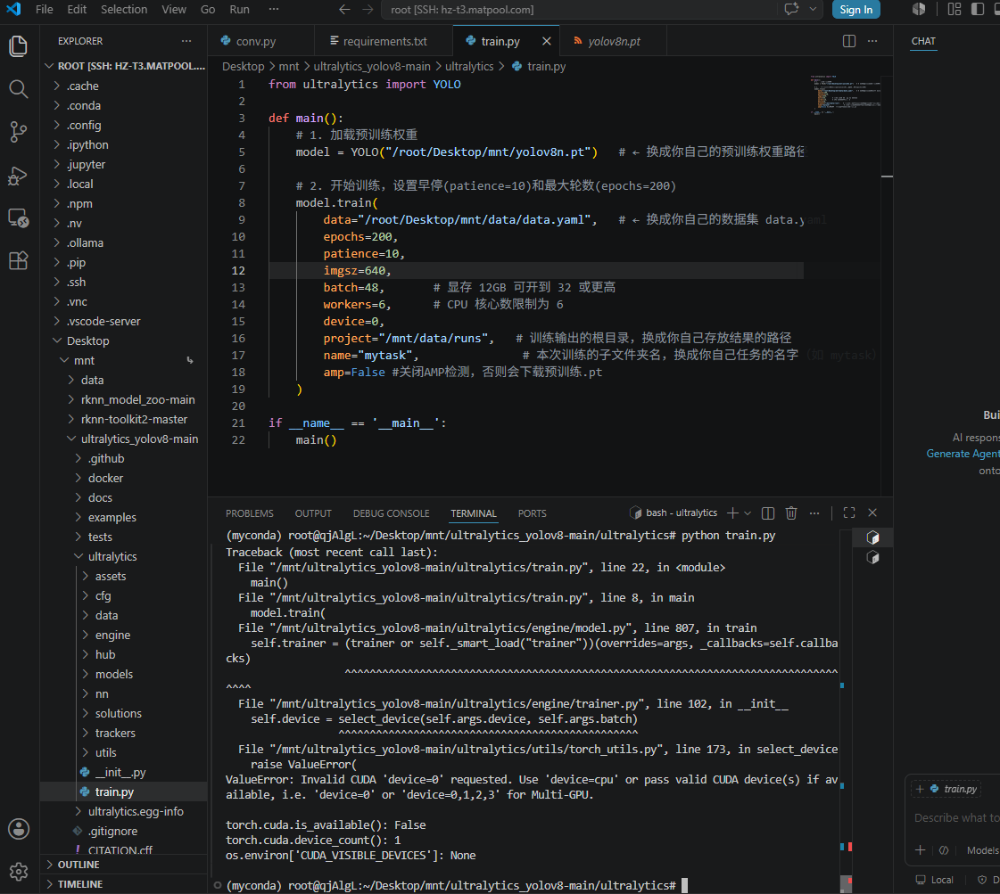 File Edit Selection View Go Run ··· root [SSH: hz-t3.matpool.com] Sign In
EXPLORER ···
ROOT [SSH: HZ-T3.MATPOOL....
.cache
.conda
.config
.ipython
.jupyter
.local
.npm
.nv
.ollama
.pip
.ssh
.vnc
.vscode-server
Desktop
mnt
data
rknn_model_zoo-main
rknn-toolkit2-master
ultralytics_yolov8-main
.github
docker
docs
examples
tests
ultralytics
assets
cfg
data
engine
hub
models
nn
solutions
trackers
utils
__init__.py
train.py
ultralytics.egg-info
.gitignore
CITATION.cff
OUTLINE
TIMELINE
conv.py requirements.txt train.py yolov8n.pt ···
Desktop > mnt > ultralytics_yolov8-main > ultralytics > train.py
1 from ultralytics import YOLO
2
3 def main():
4 # 1. 加载预训练权重
5 model = YOLO("/root/Desktop/mnt/yolov8n.pt") # ← 换成你自己的预训练权重路径
6
7 # 2. 开始训练，设置早停(patience=10)和最大轮数(epochs=200)
8 model.train(
9 data="/root/Desktop/mnt/data/data.yaml", # ← 换成你自己的数据集 data.yaml
10 epochs=200,
11 patience=10,
12 imgsz=640,
13 batch=48, # 显存 12GB 可开到 32 或更高
14 workers=6, # CPU 核心数限制为 6
15 device=0,
16 project="/mnt/data/runs", # 训练输出的根目录，换成你自己存放结果的路径
17 name="mytask", # 本次训练的子文件夹名，换成你自己任务的名字（如 mytask）
18 amp=False #关闭AMP检测，否则会下载预训练.pt
19 )
20
21 if __name__ == '__main__':
22 main()
PROBLEMS OUTPUT DEBUG CONSOLE TERMINAL PORTS bash - ultralytics ···
(myconda) root@qjAlgL:~/Desktop/mnt/ultralytics_yolov8-main/ultralytics# python train.py
Traceback (most recent call last):
File "/mnt/ultralytics_yolov8-main/ultralytics/train.py", line 22, in <module>
main()
File "/mnt/ultralytics_yolov8-main/ultralytics/train.py", line 8, in main
model.train(
File "/mnt/ultralytics_yolov8-main/ultralytics/engine/model.py", line 807, in train
self.trainer = (trainer or self._smart_load("trainer"))(overrides=args, _callbacks=self.callba
cks)
^^^^^^^^^^^^^^^^^^^^^^^^^^^^^^^^^^^^^^^^^^^^^^^^^^^^^^^^^^^^^^^^^^^^^^^^^
^^^^
File "/mnt/ultralytics_yolov8-main/ultralytics/engine/trainer.py", line 102, in __init__
self.device = select_device(self.args.device, self.args.batch)
^^^^^^^^^^^^^^^^^^^^^^^^^^^^^^^^^^^^^^^^^^^^^
File "/mnt/ultralytics_yolov8-main/ultralytics/utils/torch_utils.py", line 173, in select_device
raise ValueError(
ValueError: Invalid CUDA 'device=0' requested. Use 'device=cpu' or pass valid CUDA device(s) if av
ailable, i.e. 'device=0' or 'device=0,1,2,3' for Multi-GPU.

torch.cuda.is_available(): False
torch.cuda.device_count(): 1
os.environ['CUDA_VISIBLE_DEVICES']: None

(myconda) root@qjAlgL:~/Desktop/mnt/ultralytics_yolov8-main/ultralytics#
CHAT
Bui
AI respons
Generate Agent
onto
train.py
Describe what to
Models
Local D